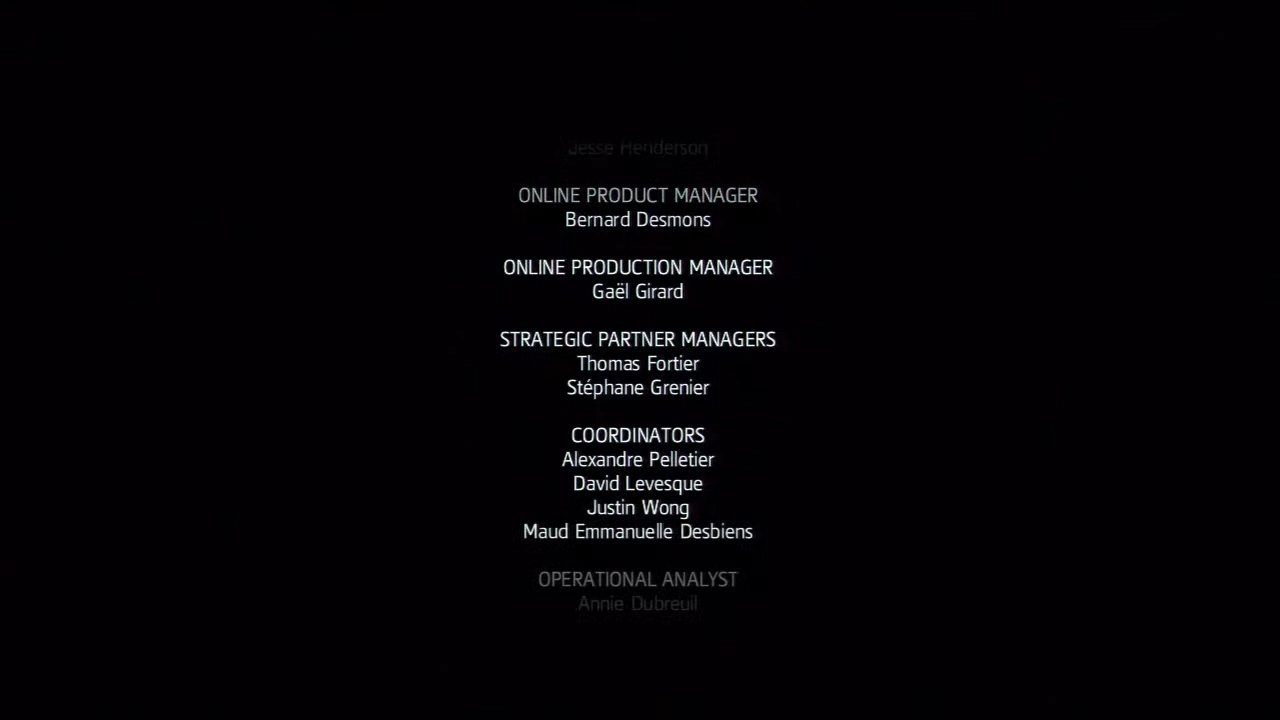 Jesse Henderson
ONLINE PRODUCT MANAGER
Bernard Desmons
ONLINE PRODUCTION MANAGER
Gaël Girard
STRATEGIC PARTNER MANAGERS
Thomas Fortier
Stéphane Grenier
COORDINATORS
Alexandre Pelletier
David Levesque
Justin Wong
Maud Emmanuelle Desbiens
OPERATIONAL ANALYST
Annie Dubreuil